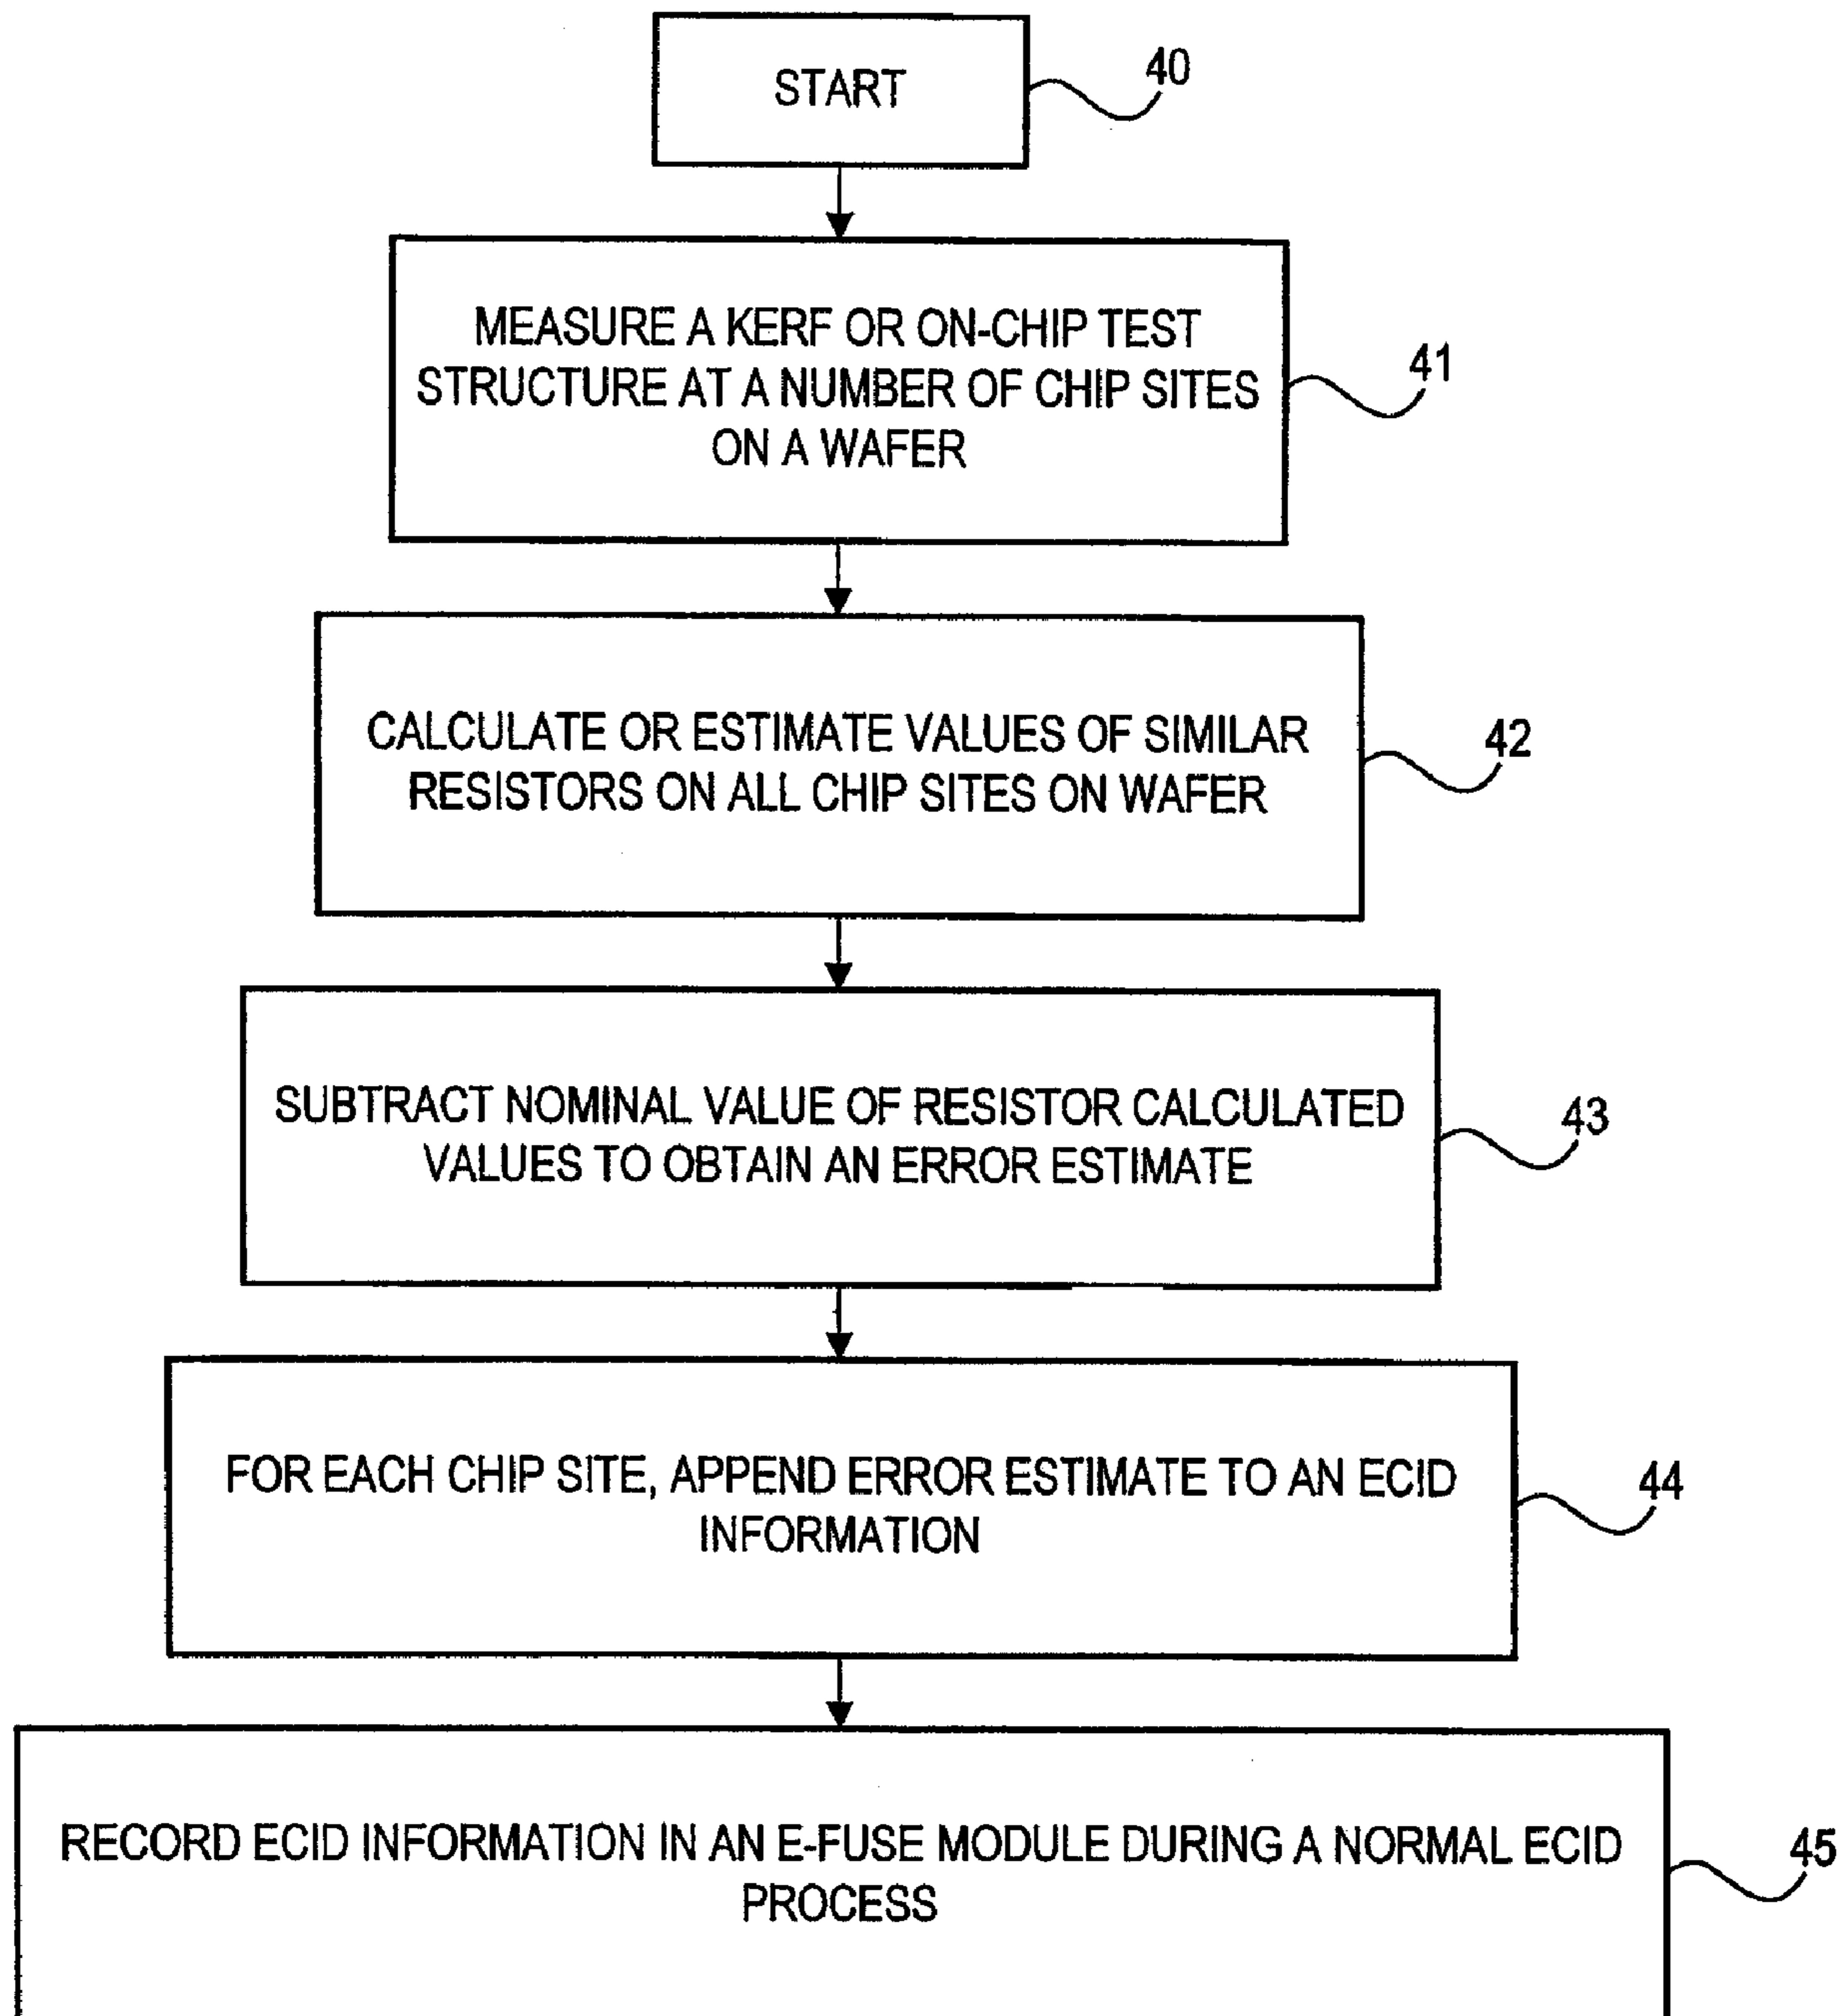 START
40
MEASURE A KERF OR ON-CHIP TEST
STRUCTURE AT A NUMBER OF CHIP SITES
ON A WAFER
41
CALCULATE OR ESTIMATE VALUES OF SIMILAR
RESISTORS ON ALL CHIP SITES ON WAFER
42
SUBTRACT NOMINAL VALUE OF RESISTOR CALCULATED
VALUES TO OBTAIN AN ERROR ESTIMATE
43
FOR EACH CHIP SITE, APPEND ERROR ESTIMATE TO AN ECID
INFORMATION
44
RECORD ECID INFORMATION IN AN E-FUSE MODULE DURING A NORMAL ECID
PROCESS
45